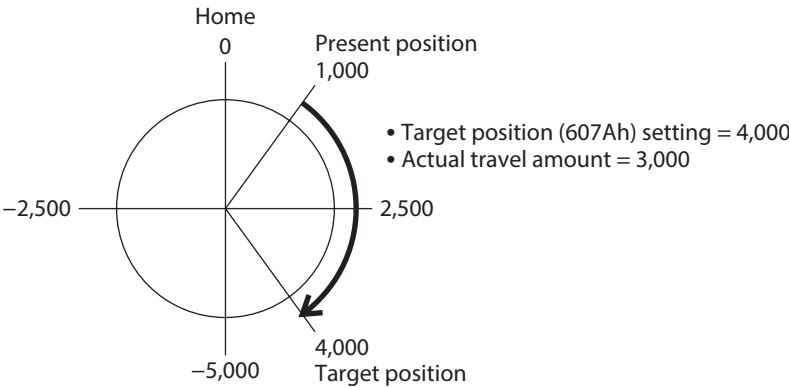 Home
0
Present position
1,000
• Target position (607Ah) setting = 4,000
• Actual travel amount = 3,000
−2,500
2,500
4,000
Target position
−5,000